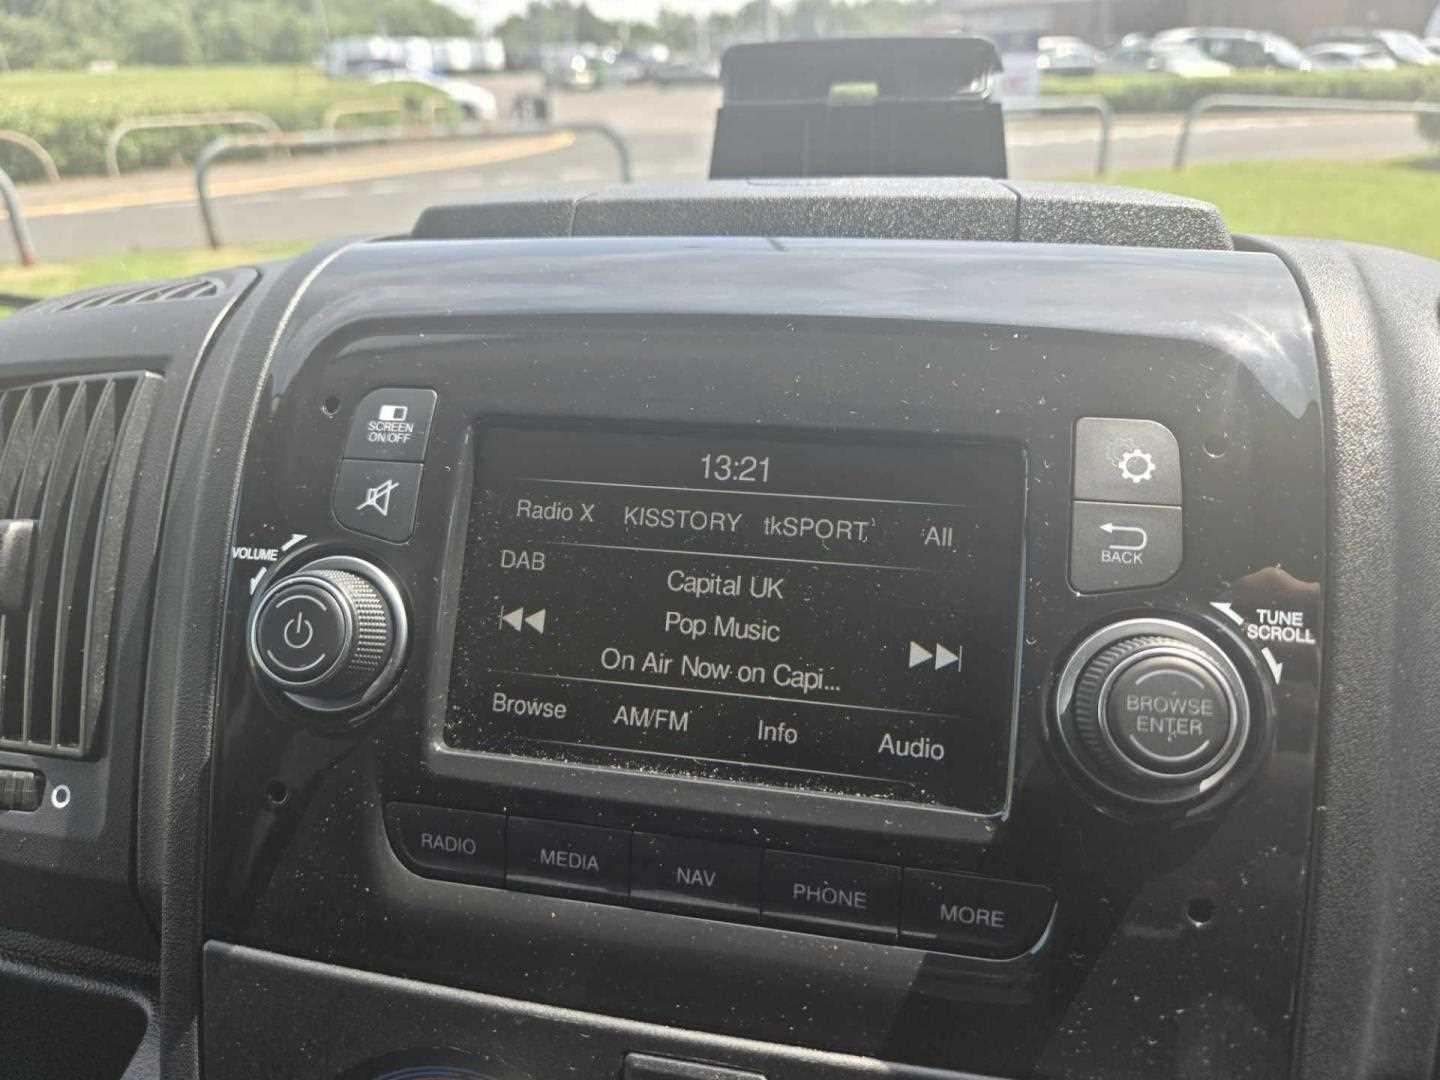 SCREEN
ON/OFF
13:21
Radio X KISSTORY tkSPORT All
DAB
Capital UK
Pop Music
On Air Now on Capi...
Browse AM/FM Info Audio
VOLUME
BACK
TUNE
SCROLL
BROWSE
ENTER
RADIO MEDIA NAV PHONE MORE